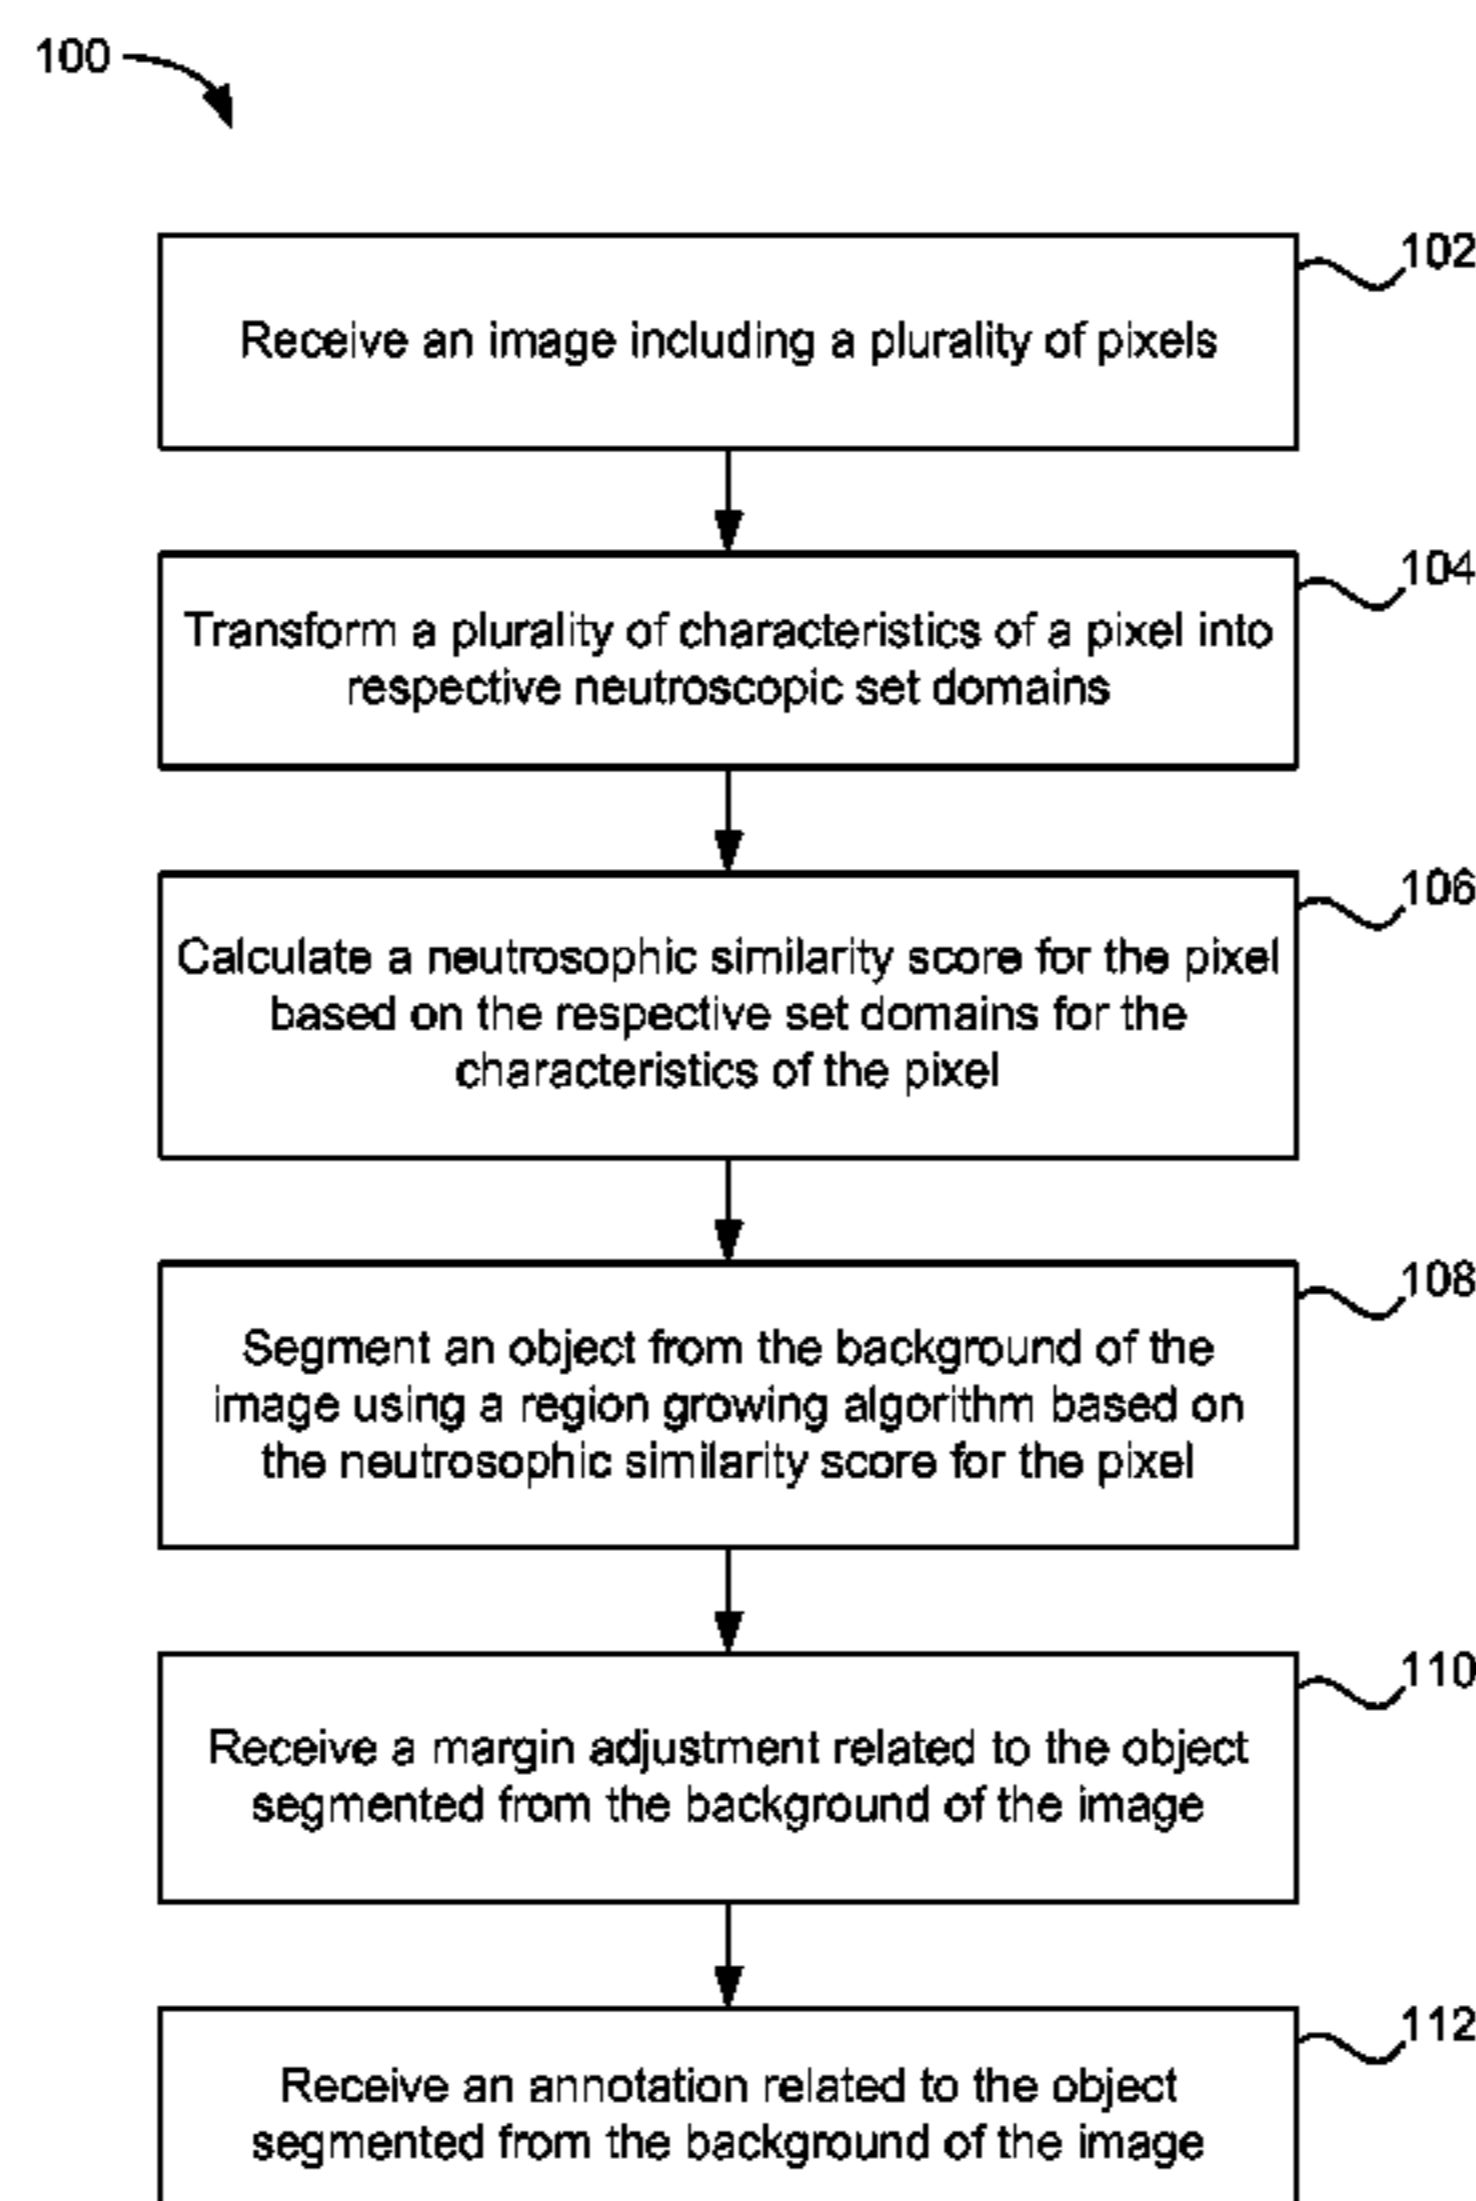 100
102
Receive an image including a plurality of pixels
104
Transform a plurality of characteristics of a pixel into
respective neutroscopic set domains
106
Calculate a neutrosophic similarity score for the pixel
based on the respective set domains for the
characteristics of the pixel
108
Segment an object from the background of the
image using a region growing algorithm based on
the neutrosophic similarity score for the pixel
110
Receive a margin adjustment related to the object
segmented from the background of the image
112
Receive an annotation related to the object
segmented from the background of the image